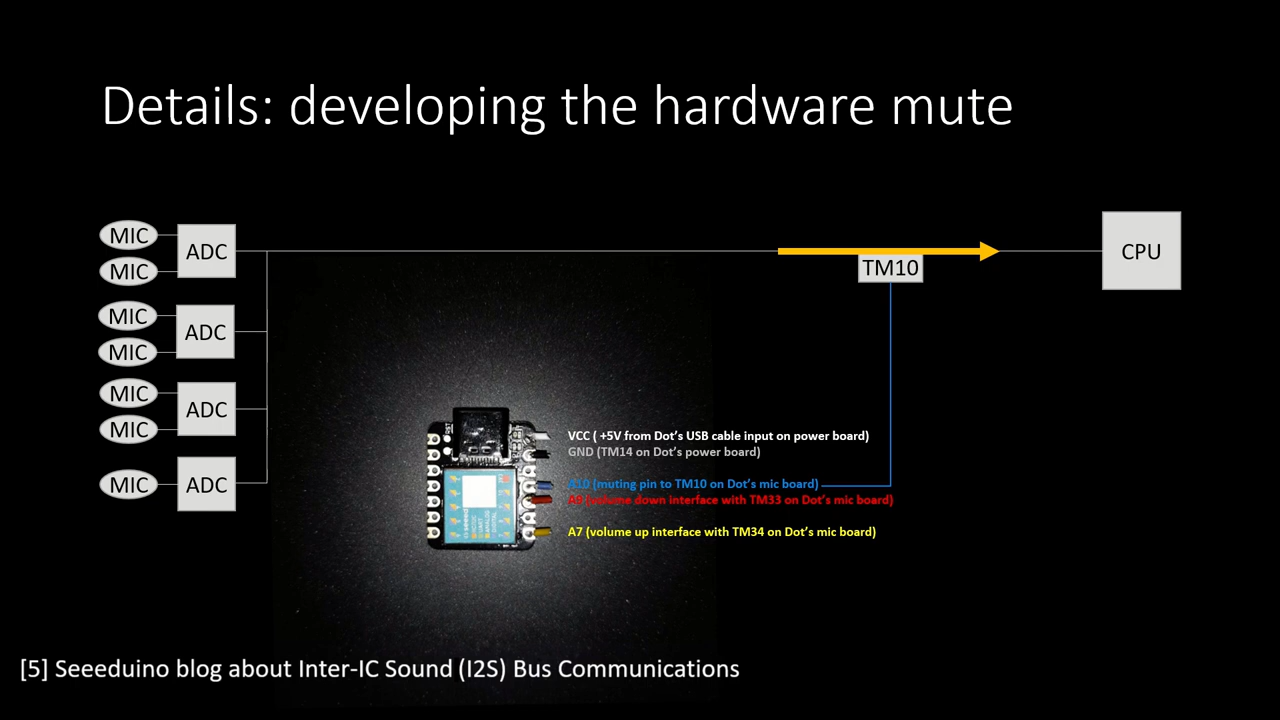 Details: developing the hardware mute
MIC
MIC
ADC
MIC
MIC
ADC
MIC
MIC
ADC
MIC
ADC
TM10
CPU
VCC ( +5V from Dot's USB cable input on power board)
GND (TM14 on Dot's power board)
A10 (muting pin to TM10 on Dot's mic board)
(volume down interface with TM33 on Dot's mic board)
A7 (volume up interface with TM34 on Dot's mic board)
[5] Seeeduino blog about Inter-IC Sound (I2S) Bus Communications